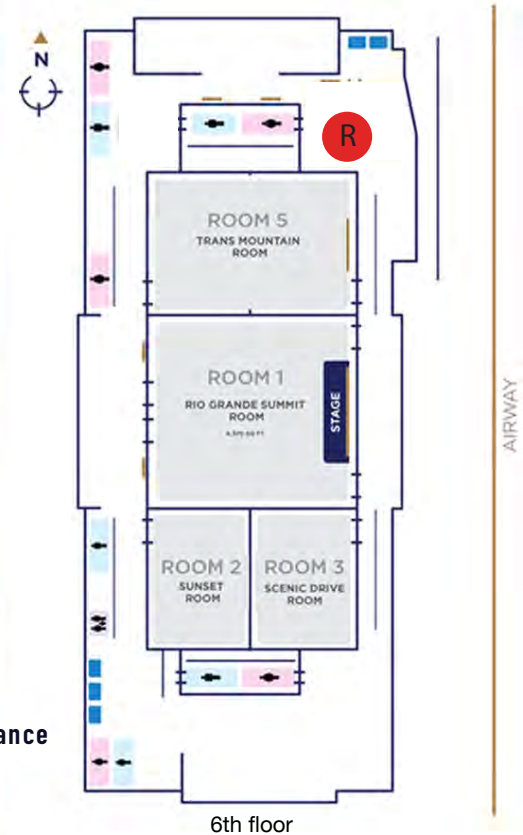 N
R
ROOM 5
TRANS MOUNTAIN
ROOM
ROOM 1
RIO GRANDE SUMMIT
ROOM
STAGE
AIRWAY
ROOM 2
SUNSET
ROOM
ROOM 3
SCENIC DRIVE
ROOM
ance
6th floor